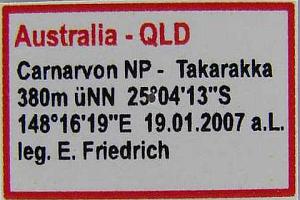 Australia - QLD
Carnarvon NP - Takarakka
380m üNN 25°04'13"S
148°16'19"E 19.01.2007 a.L.
leg. E. Friedrich